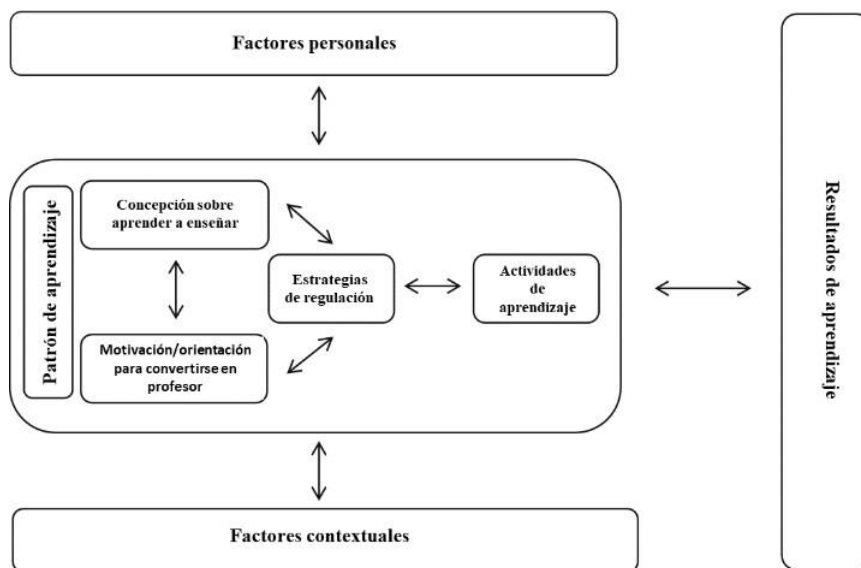 Factores personales
Patrón de aprendizaje
Concepción sobre
aprender a enseñar
Motivación/orientación
para convertirse en
profesor
Estrategias
de regulación
Actividades
de
aprendizaje
Resultados de aprendizaje
Factores contextuales